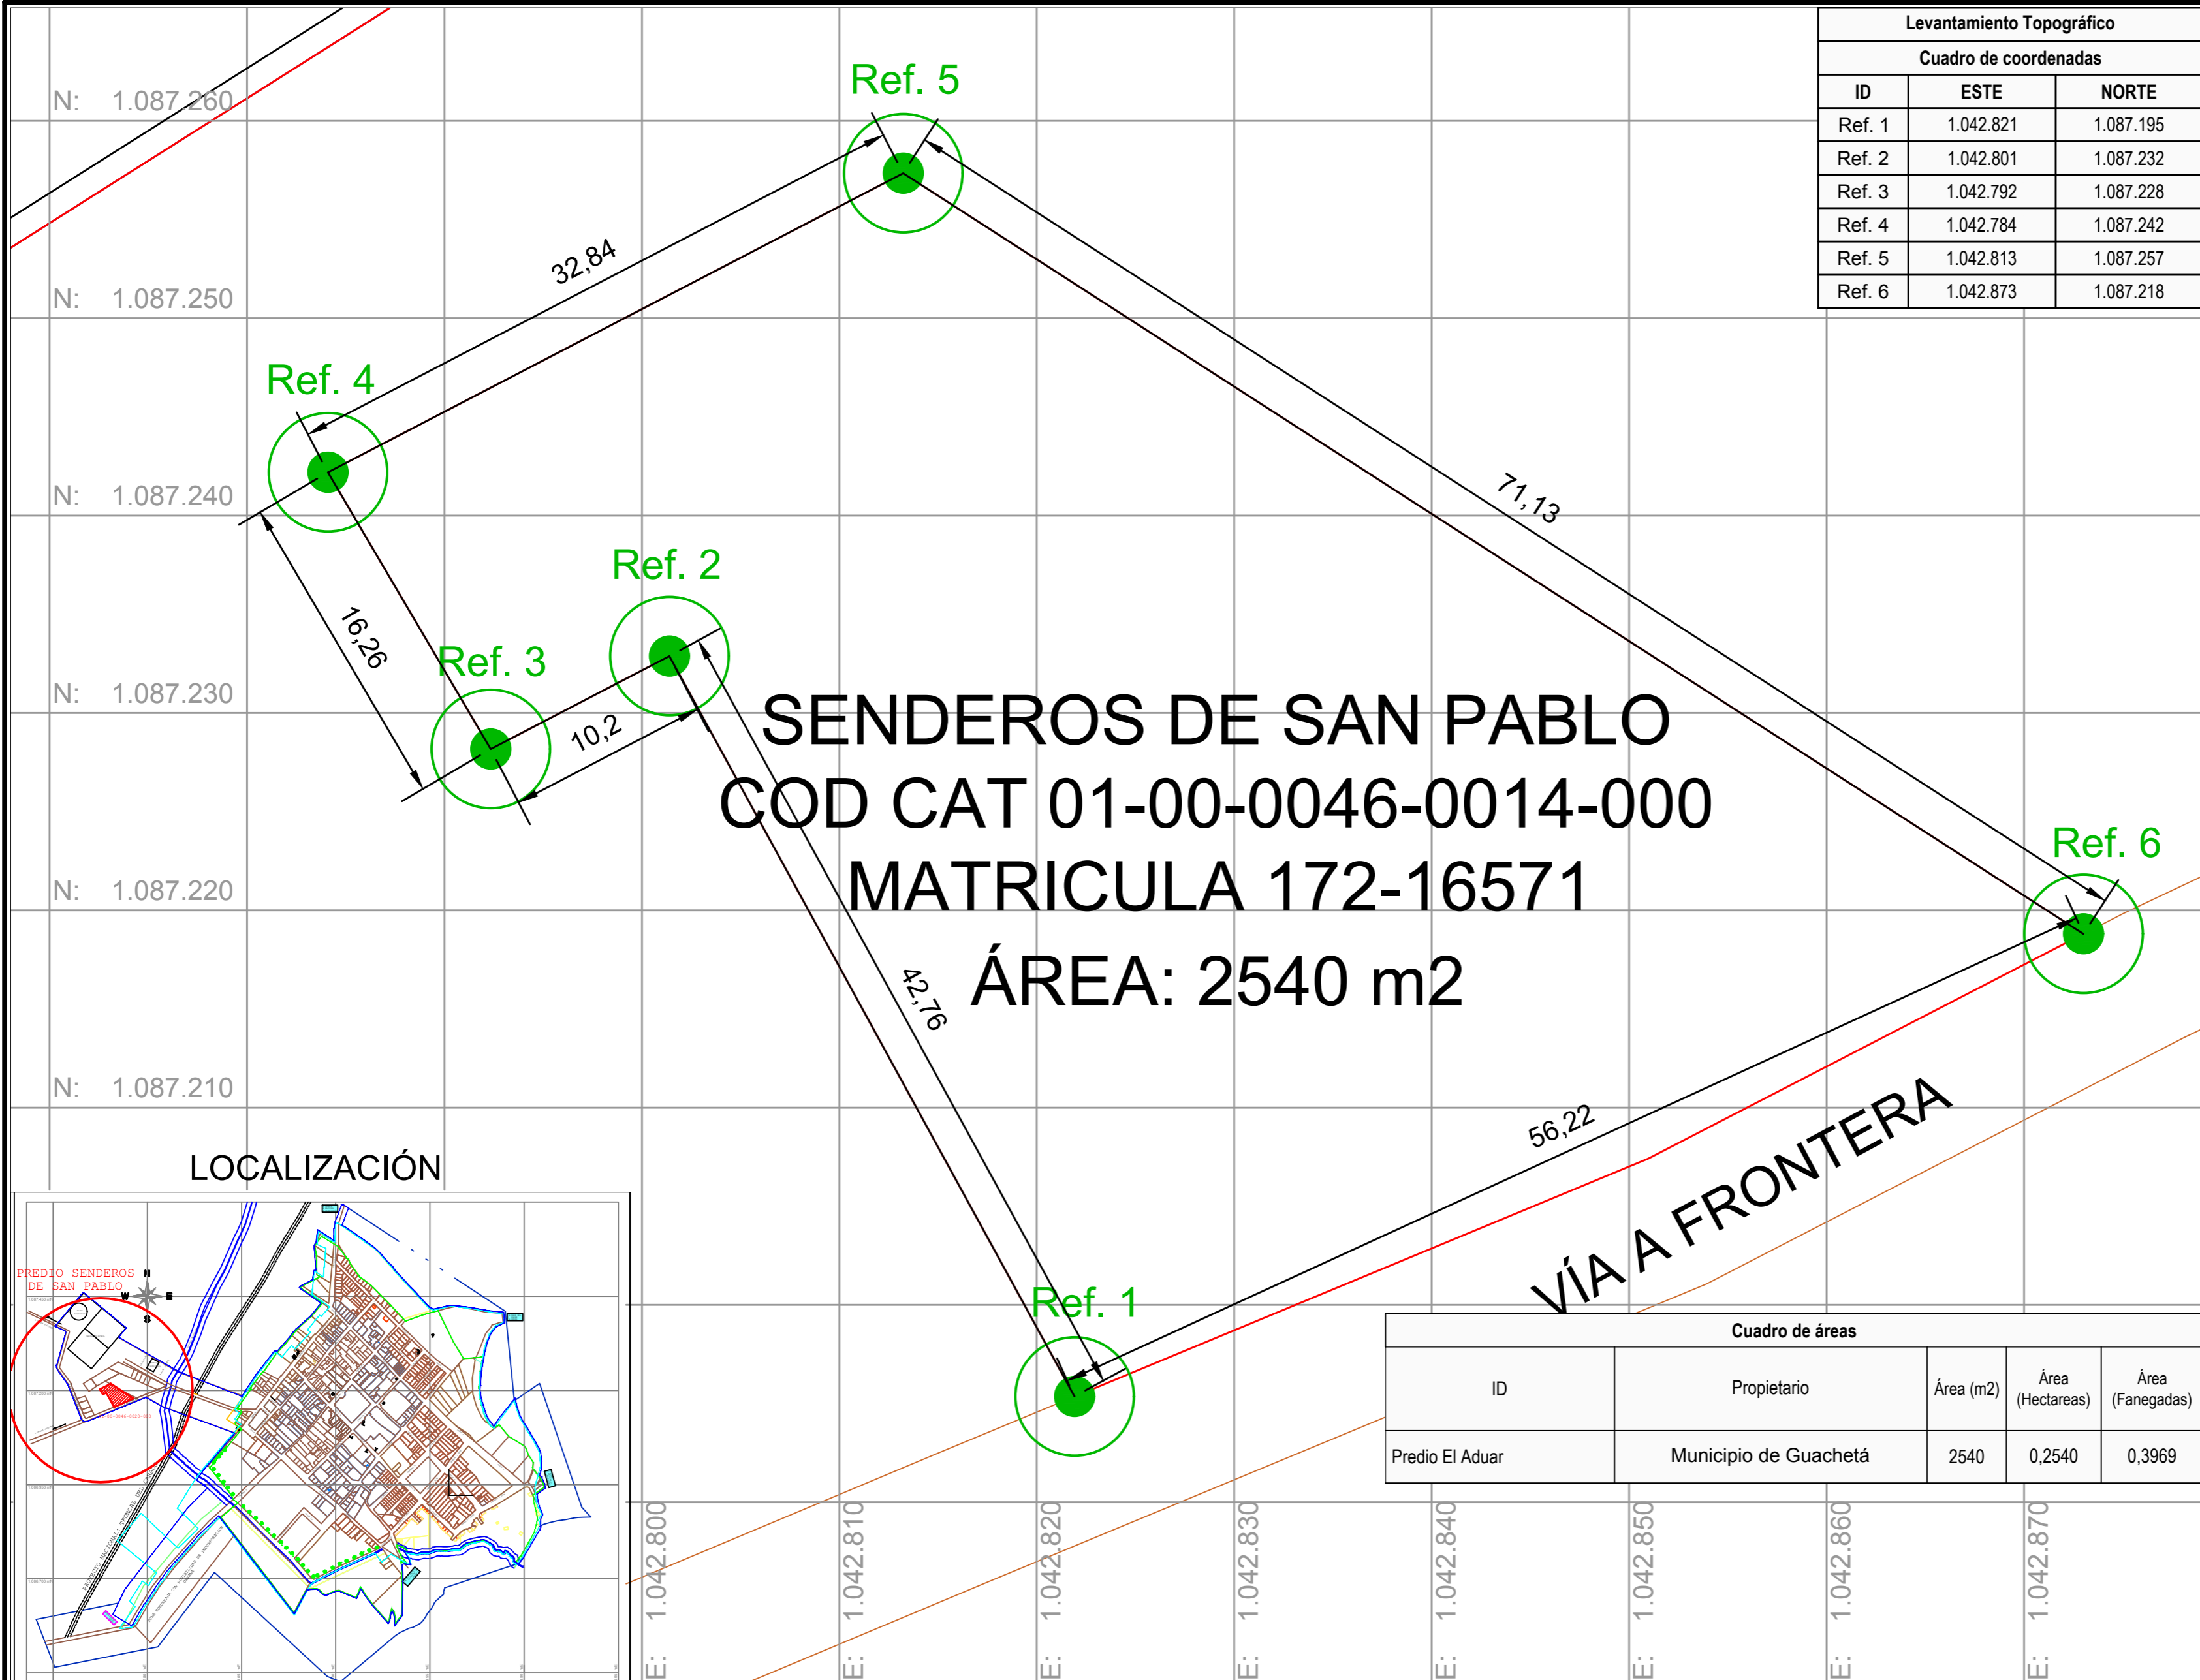 Levantamiento Topográfico
Cuadro de coordenadas
ID ESTE NORTE
Ref. 1 1.042.821 1.087.195
Ref. 2 1.042.801 1.087.232
Ref. 3 1.042.792 1.087.228
Ref. 4 1.042.784 1.087.242
Ref. 5 1.042.813 1.087.257
Ref. 6 1.042.873 1.087.218
N: 1.087.260
Ref. 5
32,84
N: 1.087.250
Ref. 4
71,13
N: 1.087.240
Ref. 2
16,26
Ref. 3
N: 1.087.230
10,2
SENDEROS DE SAN PABLO
COD CAT 01-00-0046-0014-000
MATRICULA 172-16571
ÁREA: 2540 m2
Ref. 6
N: 1.087.220
42,76
N: 1.087.210
56,22
VÍA A FRONTERA
Ref. 1
LOCALIZACIÓN
PREDIO SENDEROS
DE SAN PABLO
N
W E
S
Cuadro de áreas
ID Propietario Área (m2) Área (Hectareas) Área (Fanegadas)
Predio El Aduar Municipio de Guachetá 2540 0,2540 0,3969
E: 1.042.800
E: 1.042.810
E: 1.042.820
E: 1.042.830
E: 1.042.840
E: 1.042.850
E: 1.042.860
E: 1.042.870